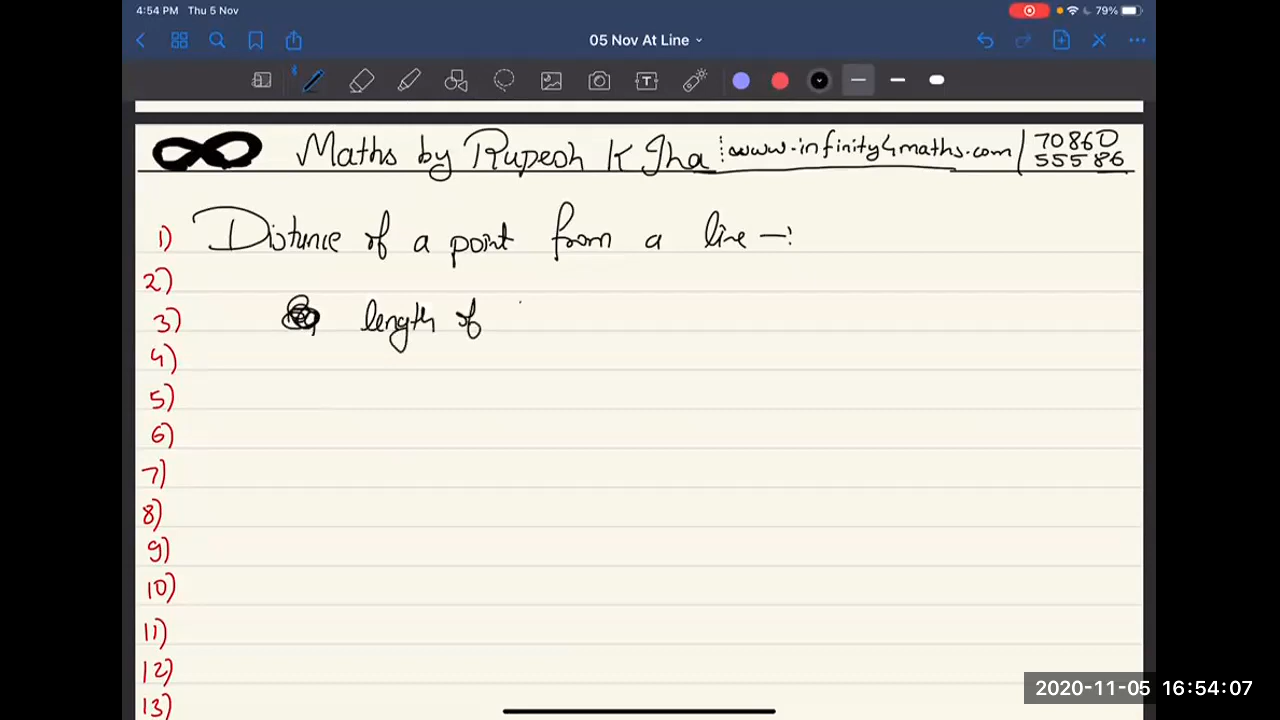 4:54 PM Thu 5 Nov
79%
05 Nov At Line
T
Maths by Rupesh K Jha www.infinity4maths.com 70860
55586
1) Distance of a point from a line -:
2)
3) length of
4)
5)
6)
7)
8)
9)
10)
11)
12)
13)
2020-11-05 16:54:07